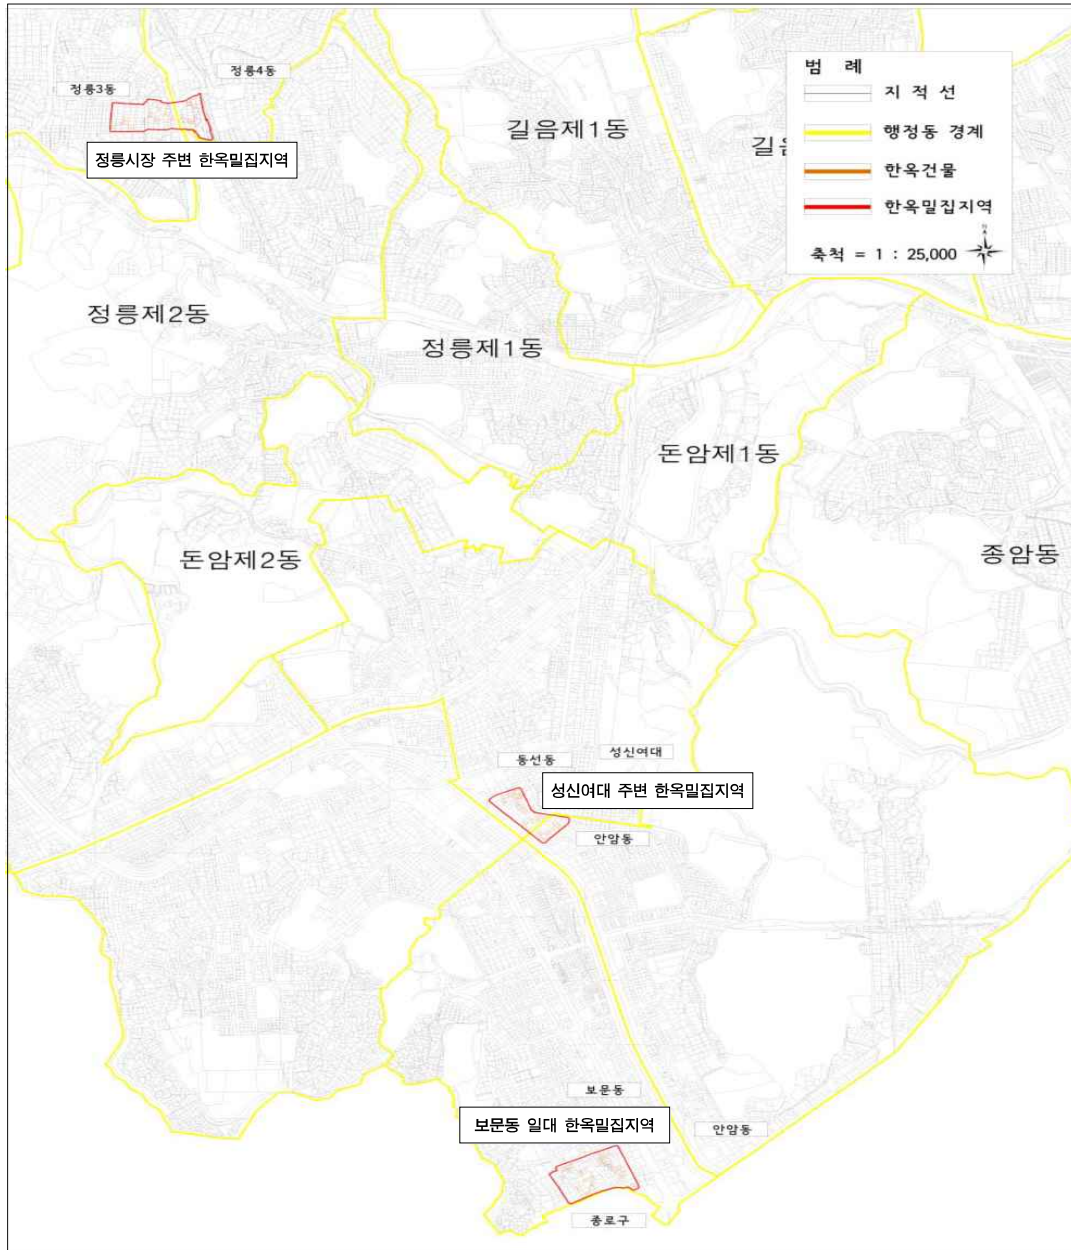 정릉4동
정릉3동
정릉시장 주변 한옥밀집지역
길음제1동
범 례
지 적 선
행정동 경계
한옥건물
한옥밀집지역
축척 = 1 : 25,000
N
정릉제2동
정릉제1동
돈암제1동
돈암제2동
종암동
성신여대
동선동
성신여대 주변 한옥밀집지역
안암동
보문동
보문동 일대 한옥밀집지역
안암동
종로구